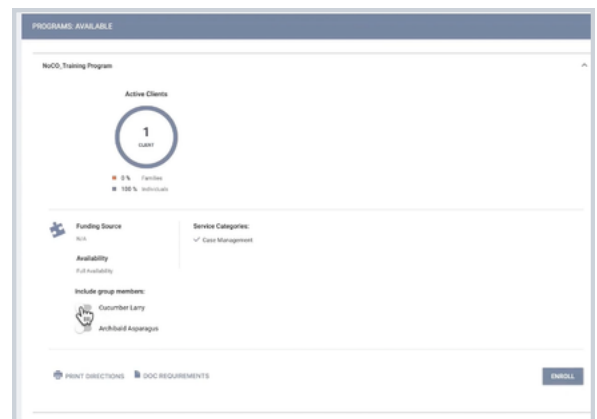 PROGRAMS: AVAILABLE
NoCO_Training Program
Active Clients
1
CLIENT
0 % Families
100 % Individuals
Funding Source
N/A
Service Categories:
✓ Case Management
Availability
Full Availability
Include group members:
Cucumber Larry
Archibald Asparagus
PRINT DIRECTIONS DOC REQUIREMENTS ENROLL